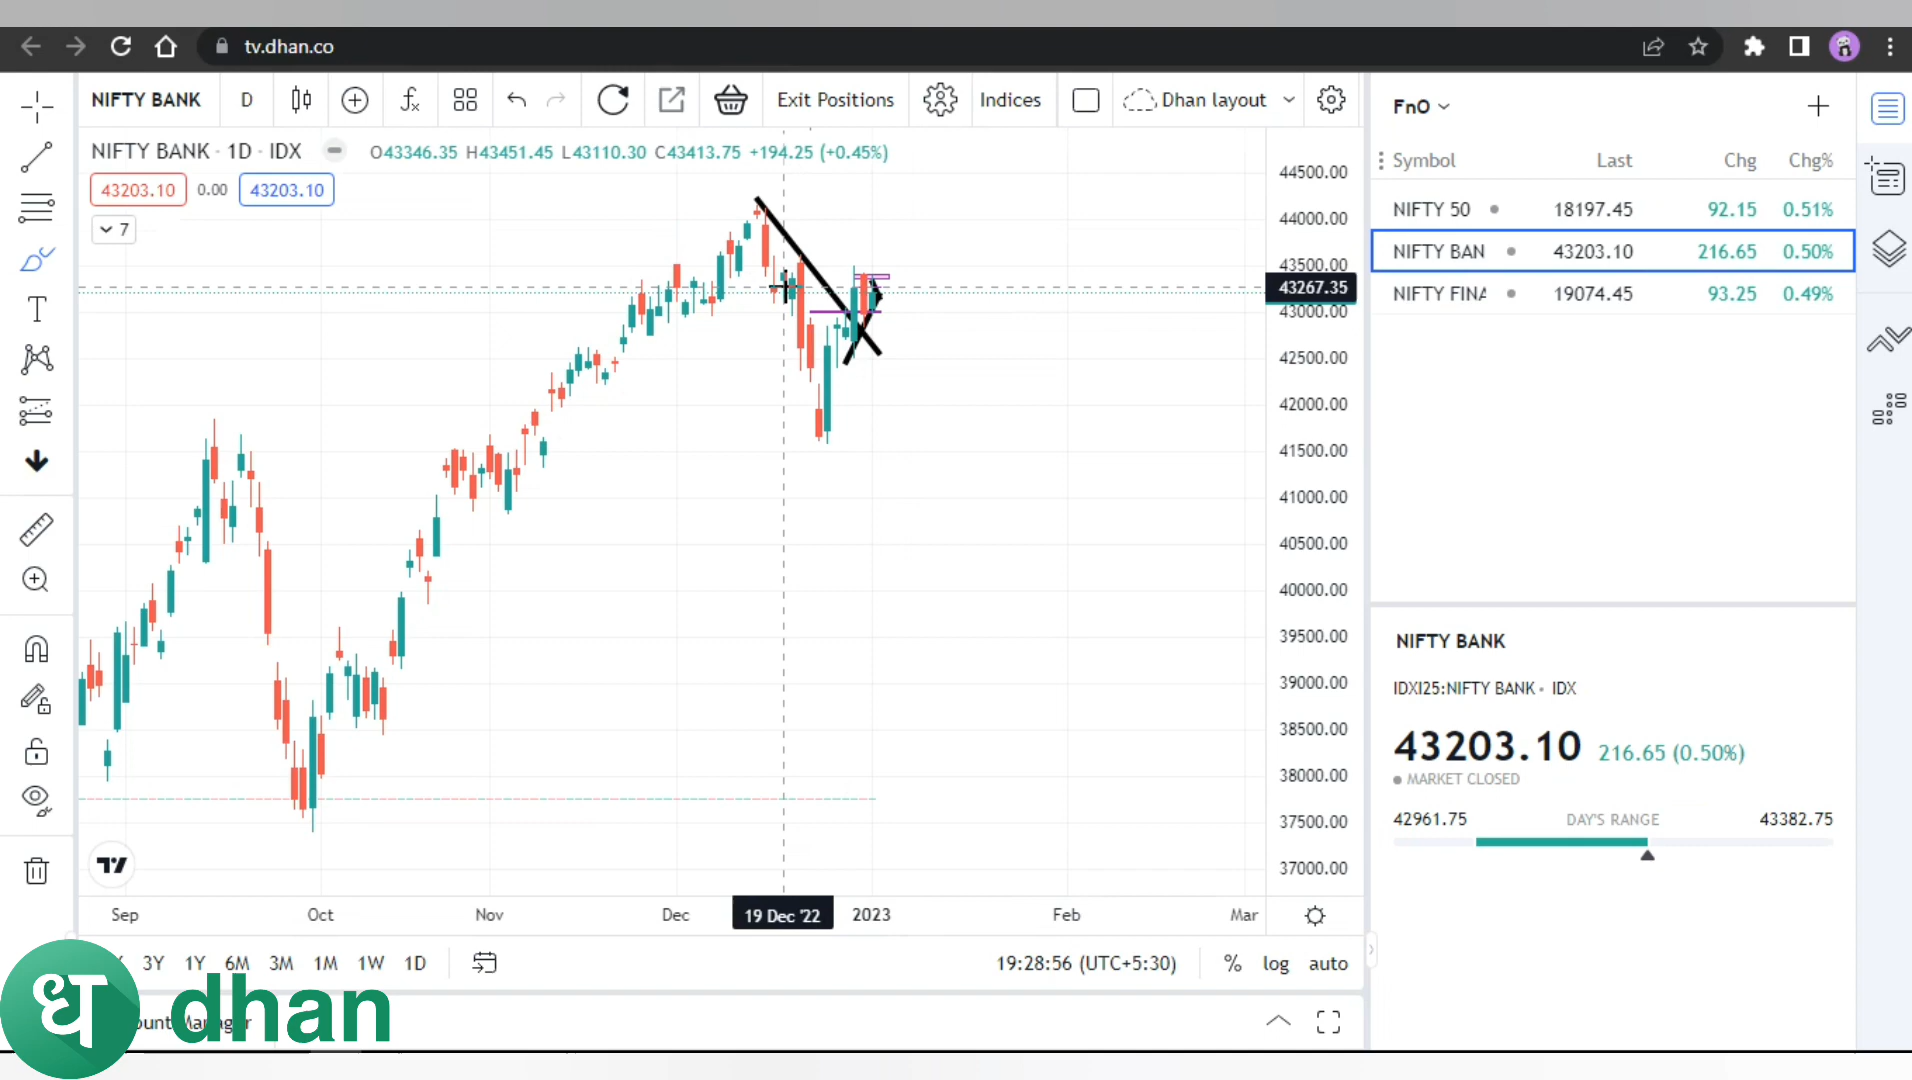 tv.dhan.co
NIFTY BANK D Exit Positions Indices Dhan layout
FnO
NIFTY BANK · 1D · IDX O43346.35 H43451.45 L43110.30 C43413.75 +194.25 (+0.45%)
43203.10 0.00 43203.10
7
Symbol Last Chg Chg%
NIFTY 50 18197.45 92.15 0.51%
NIFTY BAN 43203.10 216.65 0.50%
NIFTY FINA 19074.45 93.25 0.49%
44500.00
44000.00
43500.00
43267.35
43000.00
42500.00
42000.00
41500.00
41000.00
40500.00
40000.00
39500.00
39000.00
38500.00
38000.00
37500.00
37000.00
NIFTY BANK
IDXI25:NIFTY BANK • IDX
43203.10 216.65 (0.50%)
MARKET CLOSED
42961.75 DAY'S RANGE 43382.75
Sep Oct Nov Dec 19 Dec '22 2023 Feb Mar
3Y 1Y 6M 3M 1M 1W 1D 19:28:56 (UTC+5:30) % log auto
ध dhan